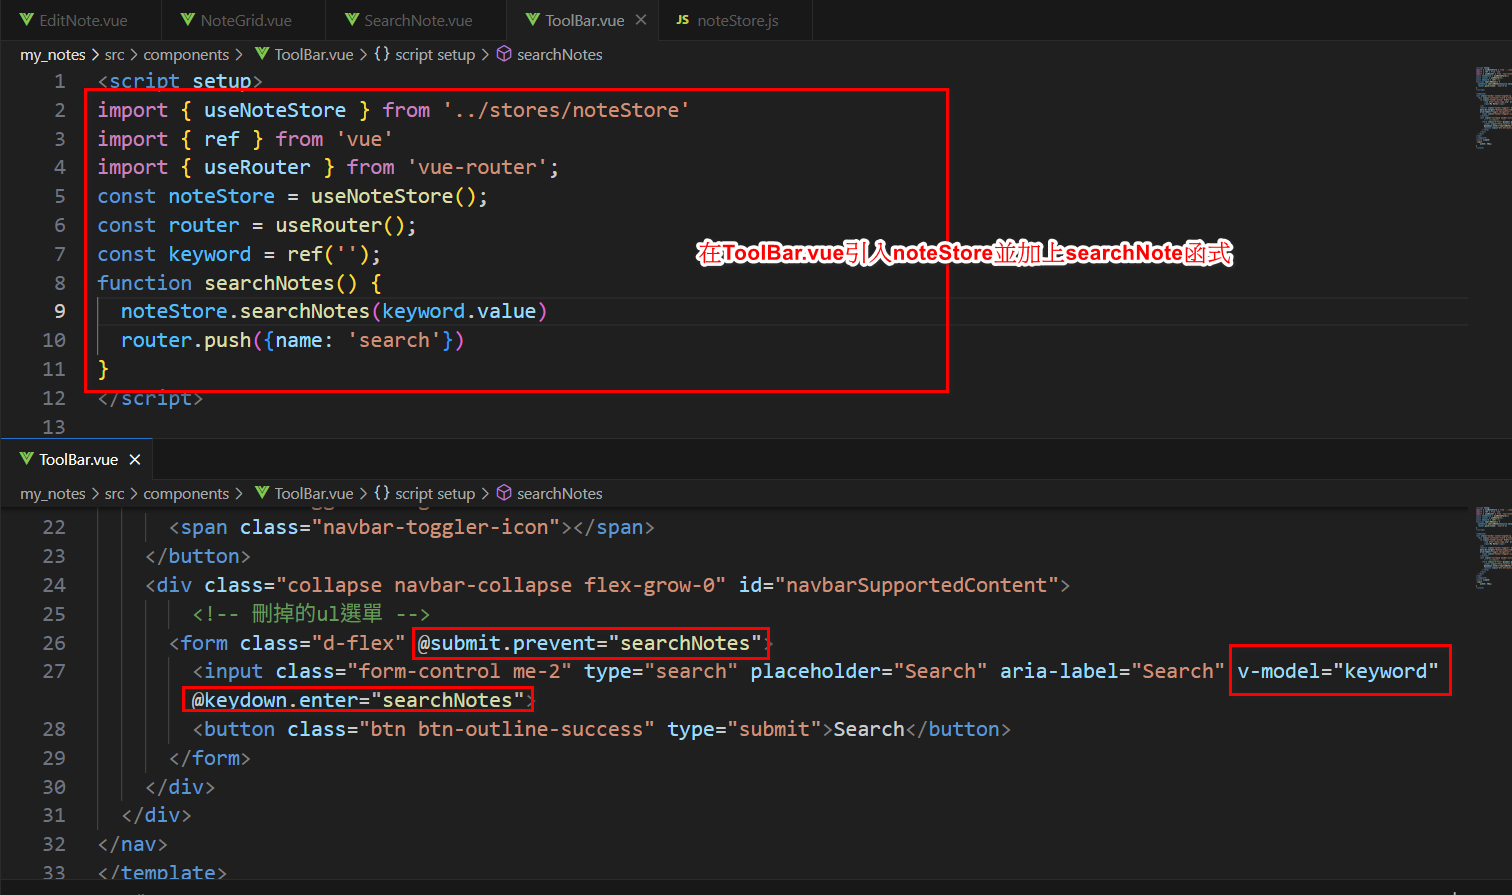 EditNote.vue NoteGrid.vue SearchNote.vue ToolBar.vue JS noteStore.js
my_notes > src > components > ToolBar.vue > {} script setup > searchNotes
1 <script setup>
2 import { useNoteStore } from '../stores/noteStore'
3 import { ref } from 'vue'
4 import { useRouter } from 'vue-router';
5 const noteStore = useNoteStore();
6 const router = useRouter();
7 const keyword = ref('');
在ToolBar.vue引入noteStore並加上searchNote函式
8 function searchNotes() {
9 noteStore.searchNotes(keyword.value)
10 router.push({name: 'search'})
11 }
12 </script>
13
ToolBar.vue
my_notes > src > components > ToolBar.vue > {} script setup > searchNotes
22 <span class="navbar-toggler-icon"></span>
23 </button>
24 <div class="collapse navbar-collapse flex-grow-0" id="navbarSupportedContent">
25 <!-- 刪掉的ul選單 -->
26 <form class="d-flex" @submit.prevent="searchNotes">
27 <input class="form-control me-2" type="search" placeholder="Search" aria-label="Search" v-model="keyword"
@keydown.enter="searchNotes">
28 <button class="btn btn-outline-success" type="submit">Search</button>
29 </form>
30 </div>
31 </div>
32 </nav>
33 </template>